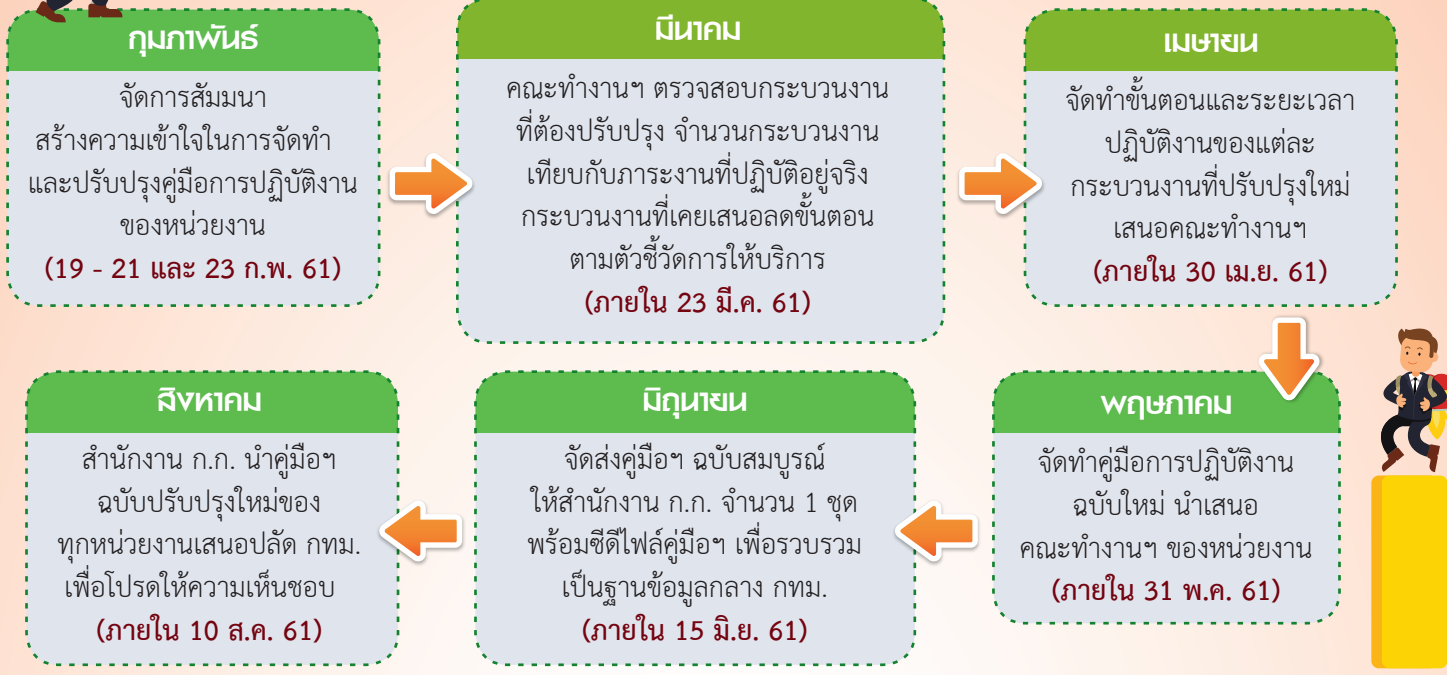 กุมภาพันธ์
จัดการสัมมนา
สร้างความเข้าใจในการจัดทำ
และปรับปรุงคู่มือการปฏิบัติงาน
ของหน่วยงาน
(19 - 21 และ 23 ก.พ. 61)
มีนาคม
คณะทำงานฯ ตรวจสอบกระบวนงาน
ที่ต้องปรับปรุง จำนวนกระบวนงาน
เทียบกับภาระงานที่ปฏิบัติอยู่จริง
กระบวนงานที่เคยเสนอลดขั้นตอน
ตามตัวชี้วัดการให้บริการ
(ภายใน 23 มี.ค. 61)
เมษายน
จัดทำขั้นตอนและระยะเวลา
ปฏิบัติงานของแต่ละ
กระบวนงานที่ปรับปรุงใหม่
เสนอคณะทำงานฯ
(ภายใน 30 เม.ย. 61)
พฤษภาคม
จัดทำคู่มือการปฏิบัติงาน
ฉบับใหม่ นำเสนอ
คณะทำงานฯ ของหน่วยงาน
(ภายใน 31 พ.ค. 61)
มิถุนายน
จัดส่งคู่มือฯ ฉบับสมบูรณ์
ให้สำนักงาน ก.ก. จำนวน 1 ชุด
พร้อมซีดีไฟล์คู่มือฯ เพื่อรวบรวม
เป็นฐานข้อมูลกลาง กทม.
(ภายใน 15 มิ.ย. 61)
สิงหาคม
สำนักงาน ก.ก. นำคู่มือฯ
ฉบับปรับปรุงใหม่ของ
ทุกหน่วยงานเสนอปลัด กทม.
เพื่อโปรดให้ความเห็นชอบ
(ภายใน 10 ส.ค. 61)